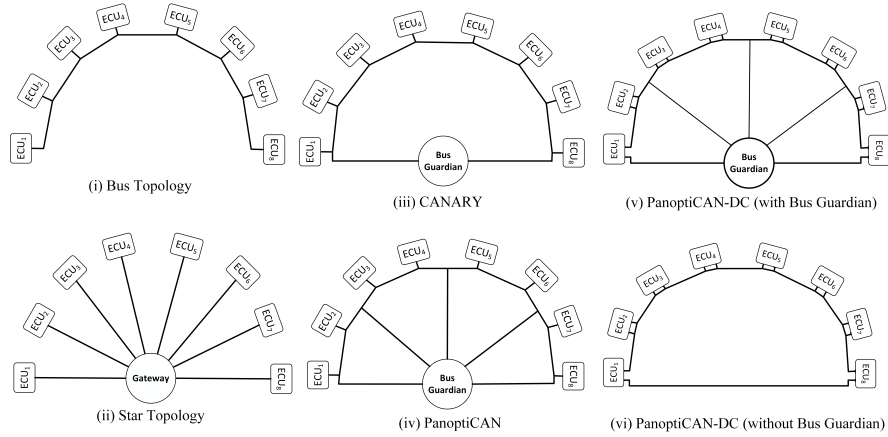 ECU1
ECU2
ECU3
ECU4
ECU5
ECU6
ECU7
ECU8
(i) Bus Topology
ECU1
ECU2
ECU3
ECU4
ECU5
ECU6
ECU7
ECU8
Bus
Guardian
(iii) CANARY
ECU1
ECU2
ECU3
ECU4
ECU5
ECU6
ECU7
ECU8
Bus
Guardian
(v) PanoptiCAN-DC (with Bus Guardian)
ECU1
ECU2
ECU3
ECU4
ECU5
ECU6
ECU7
ECU8
Gateway
(ii) Star Topology
ECU1
ECU2
ECU3
ECU4
ECU5
ECU6
ECU7
ECU8
Bus
Guardian
(iv) PanoptiCAN
ECU1
ECU2
ECU3
ECU4
ECU5
ECU6
ECU7
ECU8
(vi) PanoptiCAN-DC (without Bus Guardian)